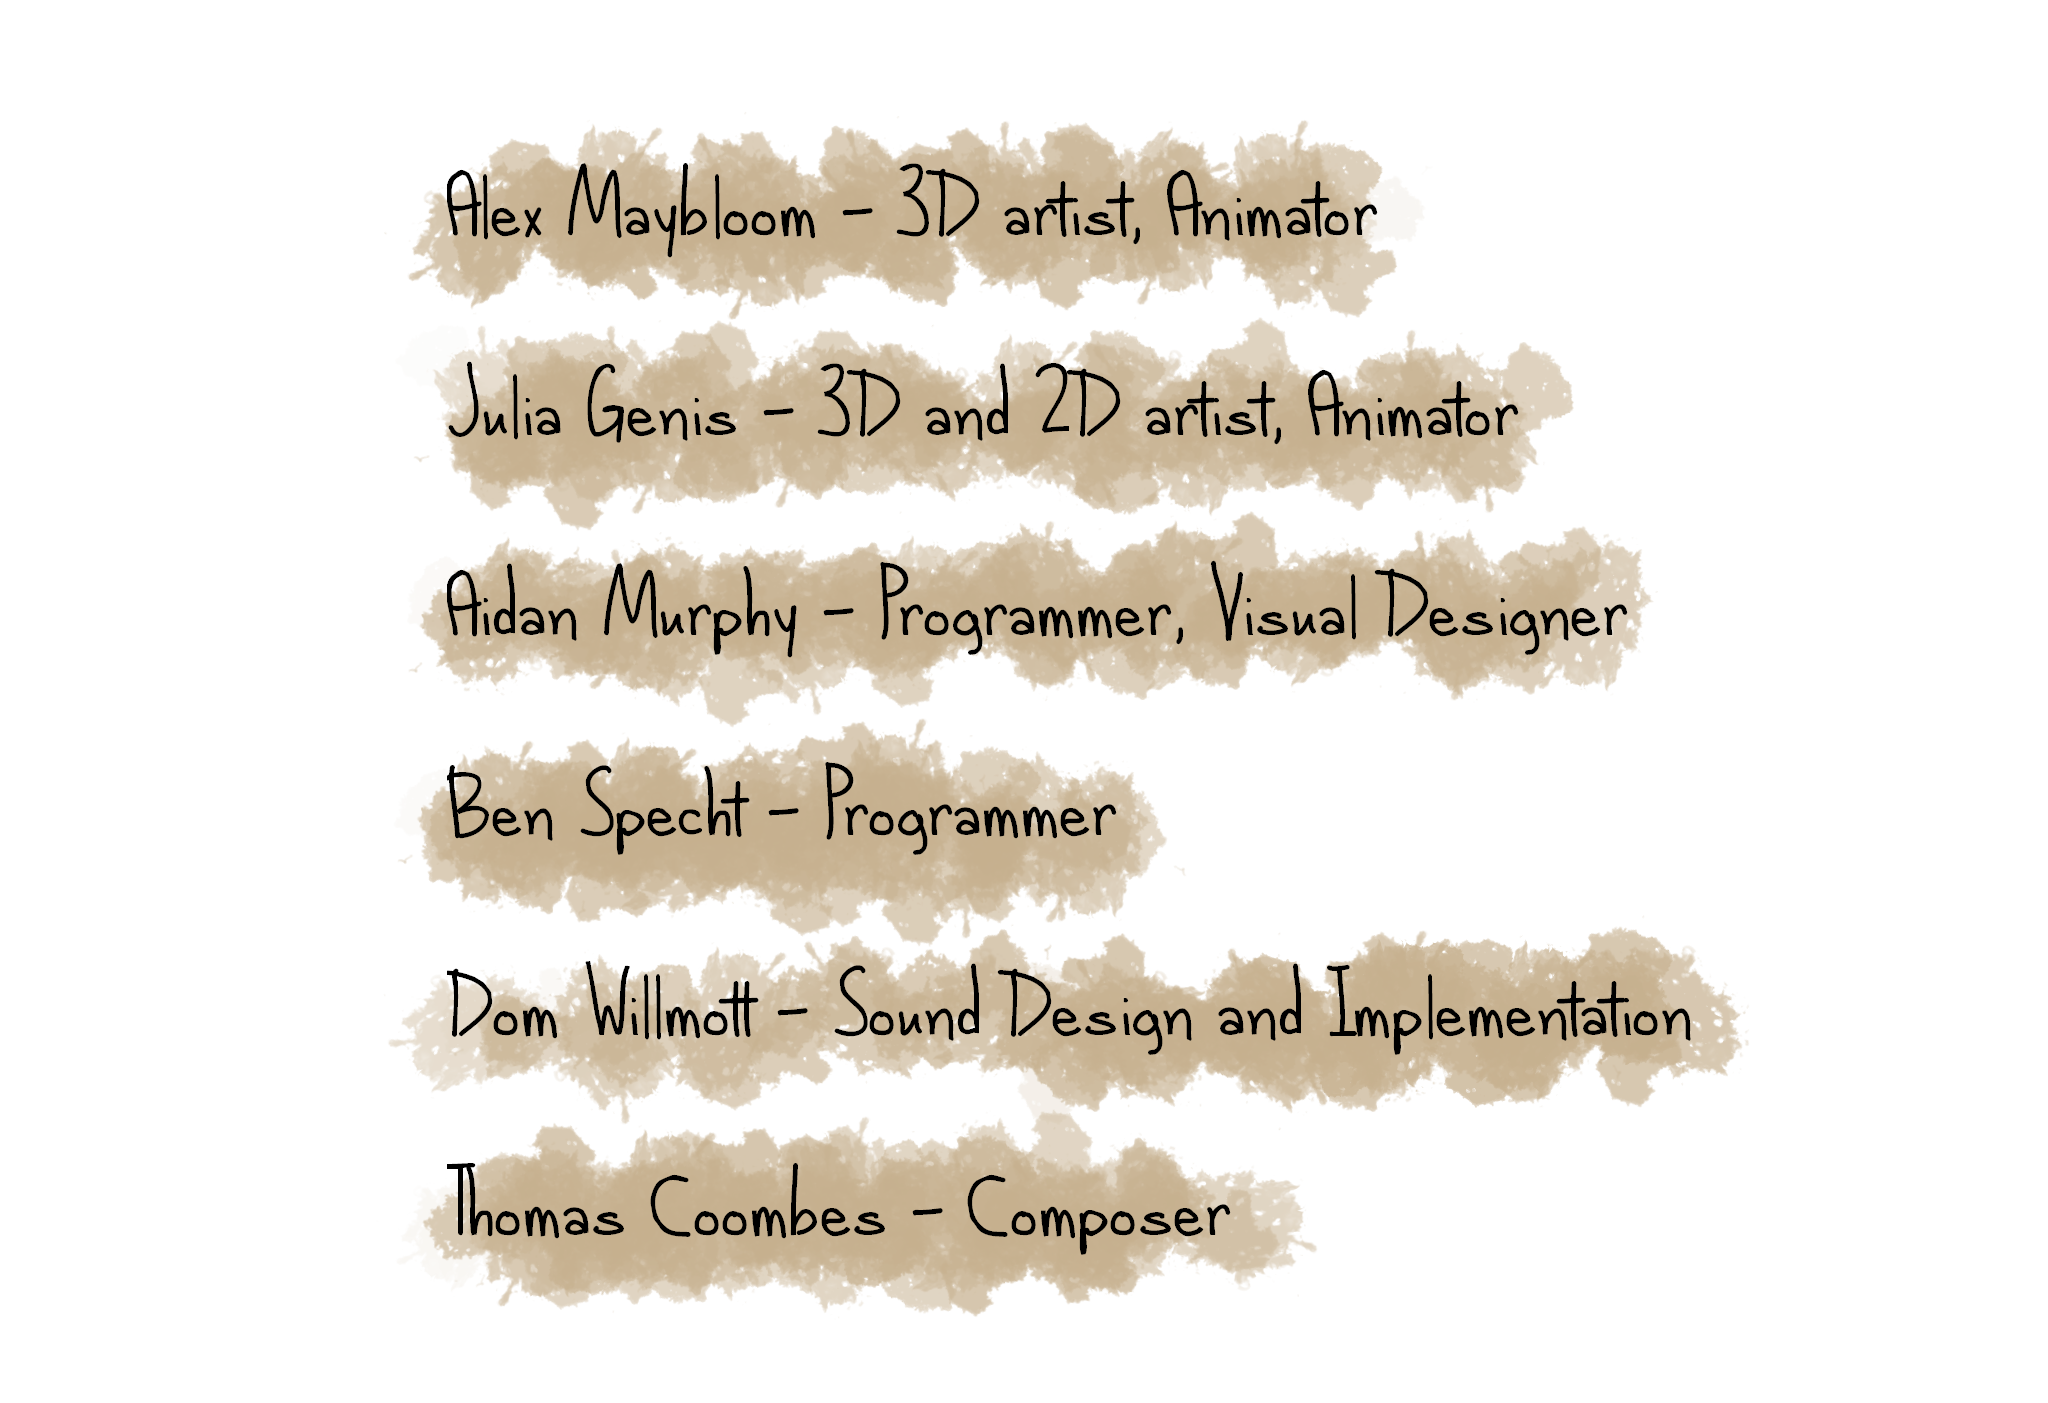 Alex Maybloom - 3D artist, Animator
Julia Genis - 3D and 2D artist, Animator
Aidan Murphy - Programmer, Visual Designer
Ben Specht - Programmer
Dom Willmott - Sound Design and Implementation
Thomas Coombes - Composer